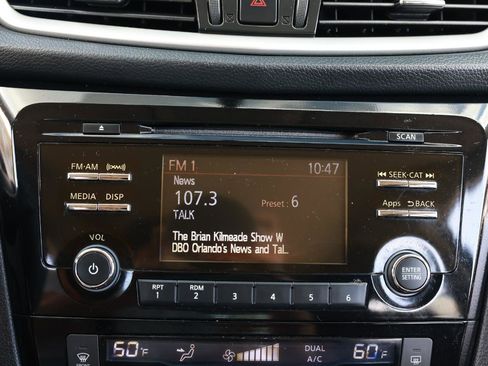 SCAN
FM·AM
FM 1
10:47
SEEK·CAT
News
107.3
Preset: 6
TALK
MEDIA
DISP
Apps
BACK
The Brian Kilmeade Show W
DBO Orlando's News and Tal..
VOL
ENTER
SETTING
RPT
1
RDM
2
3
4
5
6
60°F
DUAL
A/C
60°F
FRONT